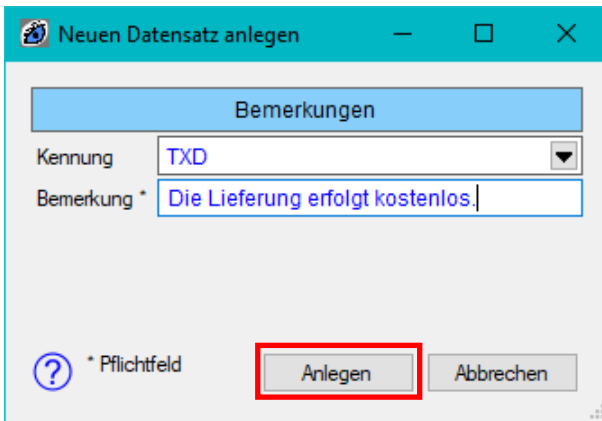 Neuen Datensatz anlegen
Bemerkungen
Kennung TXD
Bemerkung * Die Lieferung erfolgt kostenlos.
? * Pflichtfeld Anlegen Abbrechen